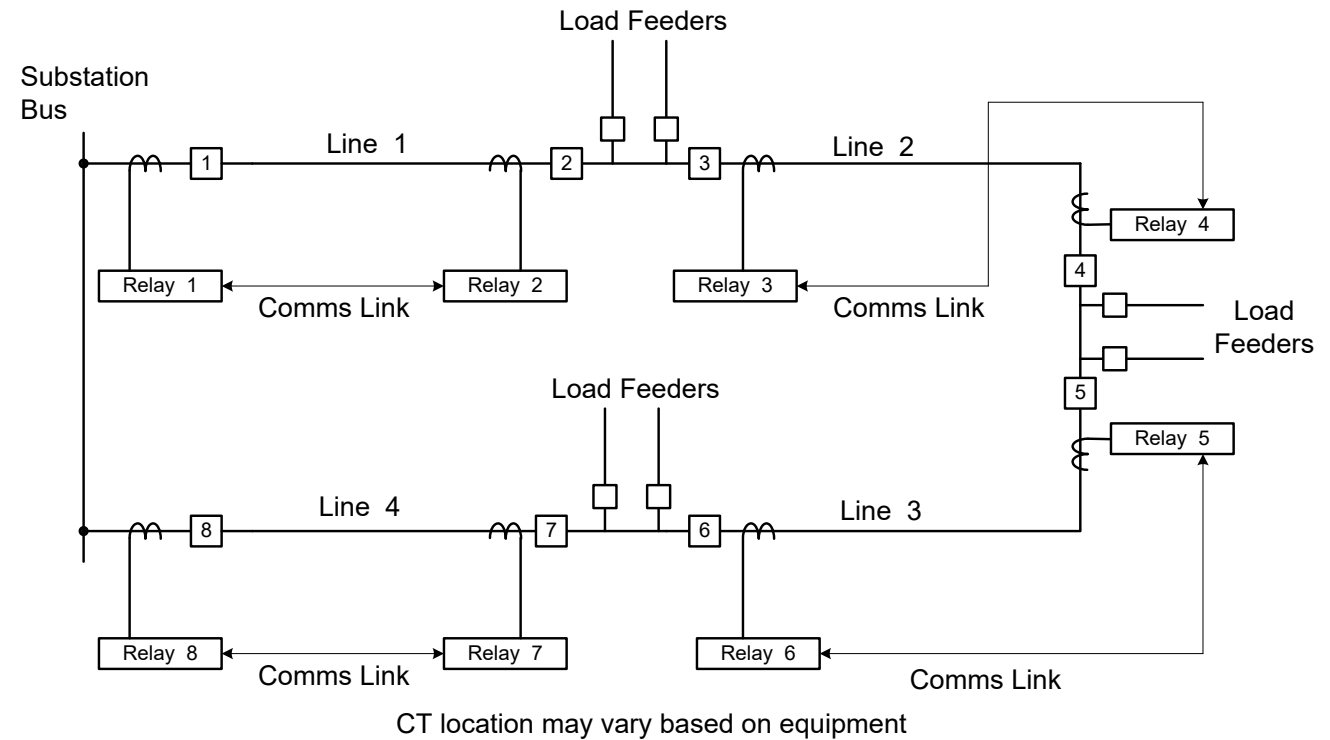 Load Feeders
Substation
Bus
Line 1
Line 2
1
2
3
Relay 4
Relay 1
Relay 2
Relay 3
4
Comms Link
Comms Link
Load
Feeders
Load Feeders
5
Relay 5
Line 4
Line 3
8
7
6
Relay 8
Relay 7
Relay 6
Comms Link
Comms Link
CT location may vary based on equipment